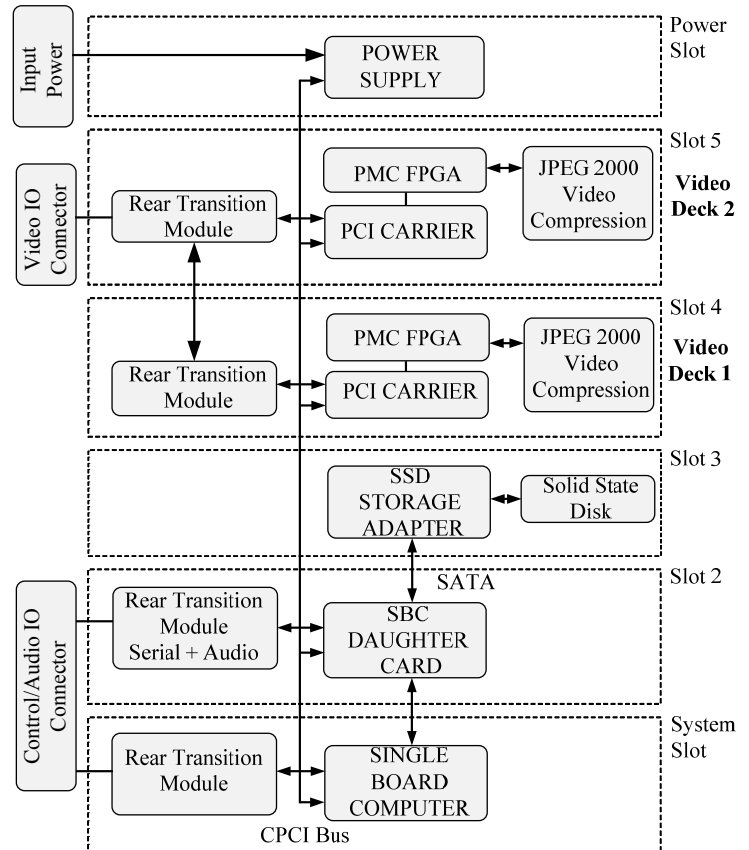 Input
Power
POWER
SUPPLY
Power
Slot
Video IO
Connector
Rear Transition
Module
PMC FPGA
PCI CARRIER
JPEG 2000
Video
Compression
Slot 5
Video
Deck 2
Rear Transition
Module
PMC FPGA
PCI CARRIER
JPEG 2000
Video
Compression
Slot 4
Video
Deck 1
SSD
STORAGE
ADAPTER
Solid State
Disk
Slot 3
SATA
Control/Audio IO
Connector
Rear Transition
Module
Serial + Audio
SBC
DAUGHTER
CARD
Slot 2
Rear Transition
Module
SINGLE
BOARD
COMPUTER
System
Slot
CPCI Bus